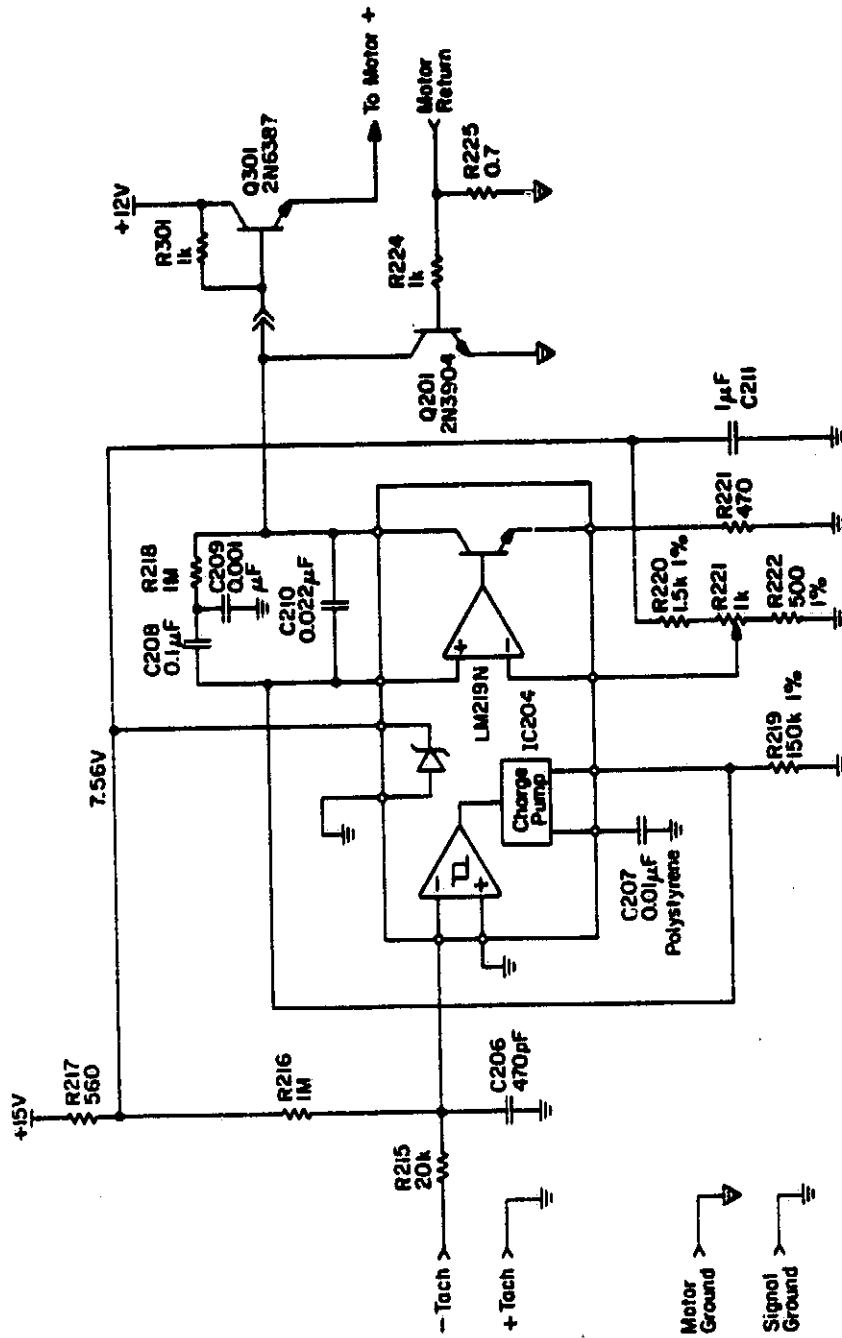 +12V
R301
1k
Q301
2N6387
To Motor +
Motor
Return
R225
0.7
R224
1k
Q201
2N3904
1µF
C211
R218
1M
C209
0.001
µF
C208
0.1µF
C210
0.022µF
7.56V
LM219N
IC204
+
−
Charge
Pump
−
+
C207
0.01µF
Polystyrene
R221
470
R220
1.5k 1%
R221
1k
R222
500
1%
R219
150k 1%
+15V
R217
560
R216
1M
C206
470pF
R215
20k
− Tach
+ Tach
Motor
Ground
Signal
Ground